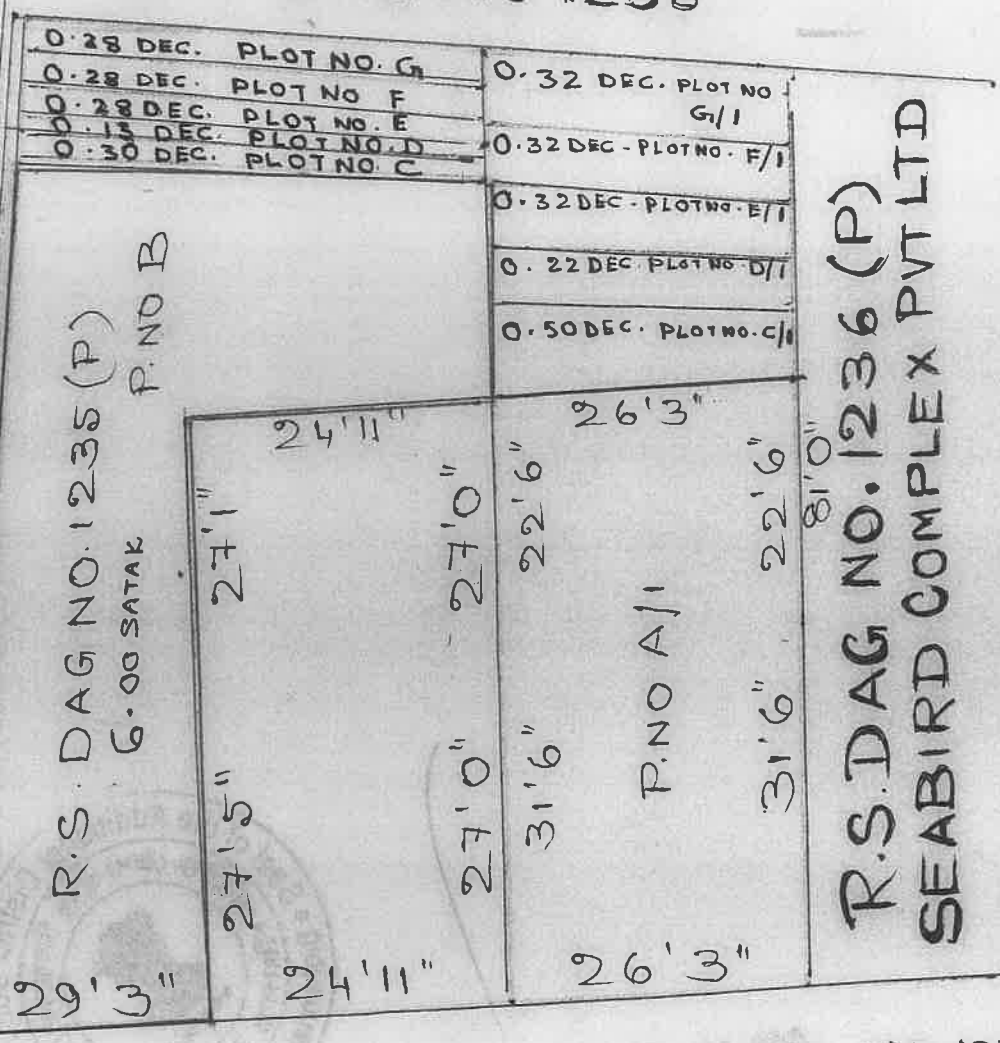 0.28 DEC. PLOT NO. G
0.28 DEC. PLOT NO F
0.28 DEC. PLOT NO. E
0.13 DEC. PLOT NO. D
0.30 DEC. PLOT NO. C
0.32 DEC. PLOT NO
G/1
0.32 DEC - PLOT NO. F/1
0.32 DEC - PLOT NO. E/1
0.22 DEC. PLOT NO. D/1
0.50 DEC. PLOT NO. C/1
R.S. DAG NO. 1235 (P)
6.00 SATAK
P.NO B
24'11"
26'3"
27'1"
27'0"
22'6"
22'6"
81'0"
P.NO A/1
27'5"
27'0"
31'6"
31'6"
29'3"
24'11"
26'3"
R.S. DAG NO. 1236 (P)
SEABIRD COMPLEX PVT LTD